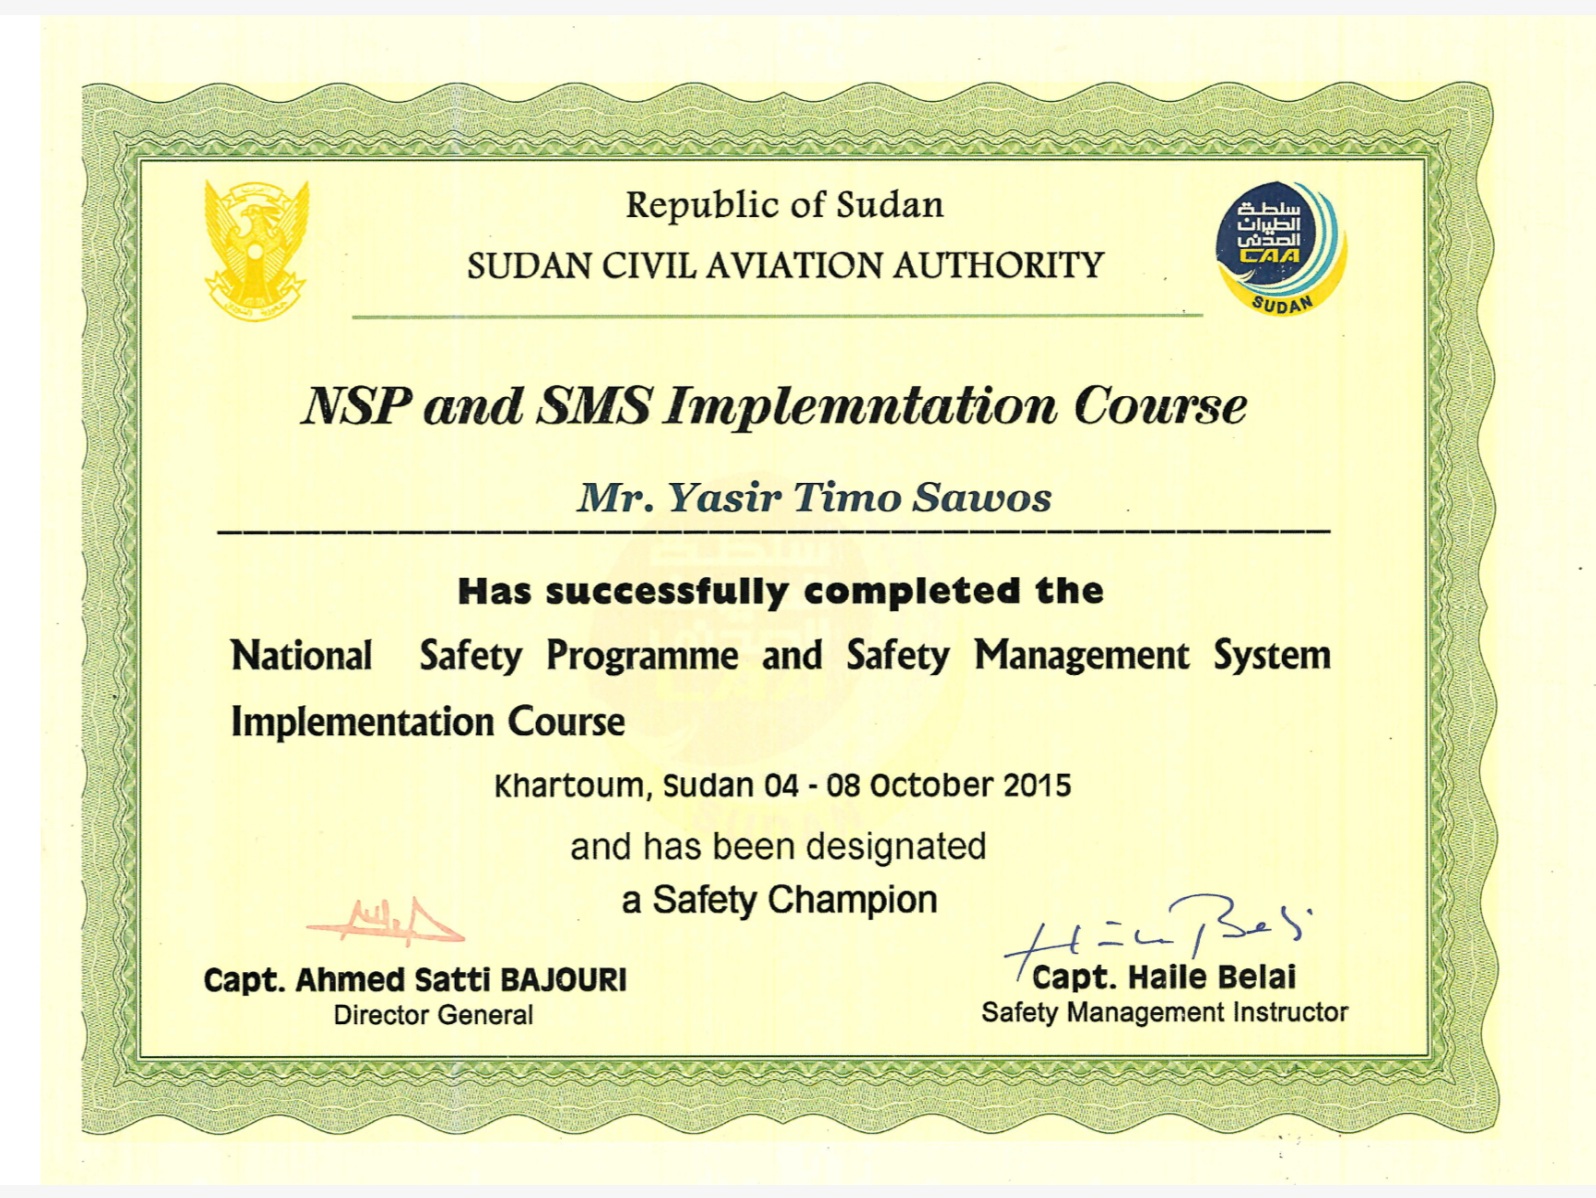 Republic of Sudan
SUDAN CIVIL AVIATION AUTHORITY
سلطة
الطيران
المدني
CAA
SUDAN
NSP and SMS Implemntation Course
Mr. Yasir Timo Sawos
Has successfully completed the
National Safety Programme and Safety Management System
Implementation Course
Khartoum, Sudan 04 - 08 October 2015
and has been designated
a Safety Champion
Haile Belai
Capt. Ahmed Satti BAJOURI
Director General
Capt. Haile Belai
Safety Management Instructor